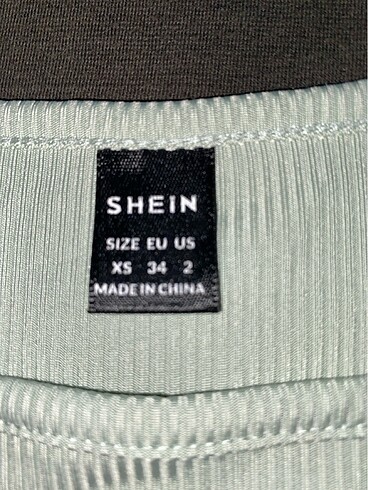 SHEIN
SIZE EU US
XS 34 2
MADE IN CHINA